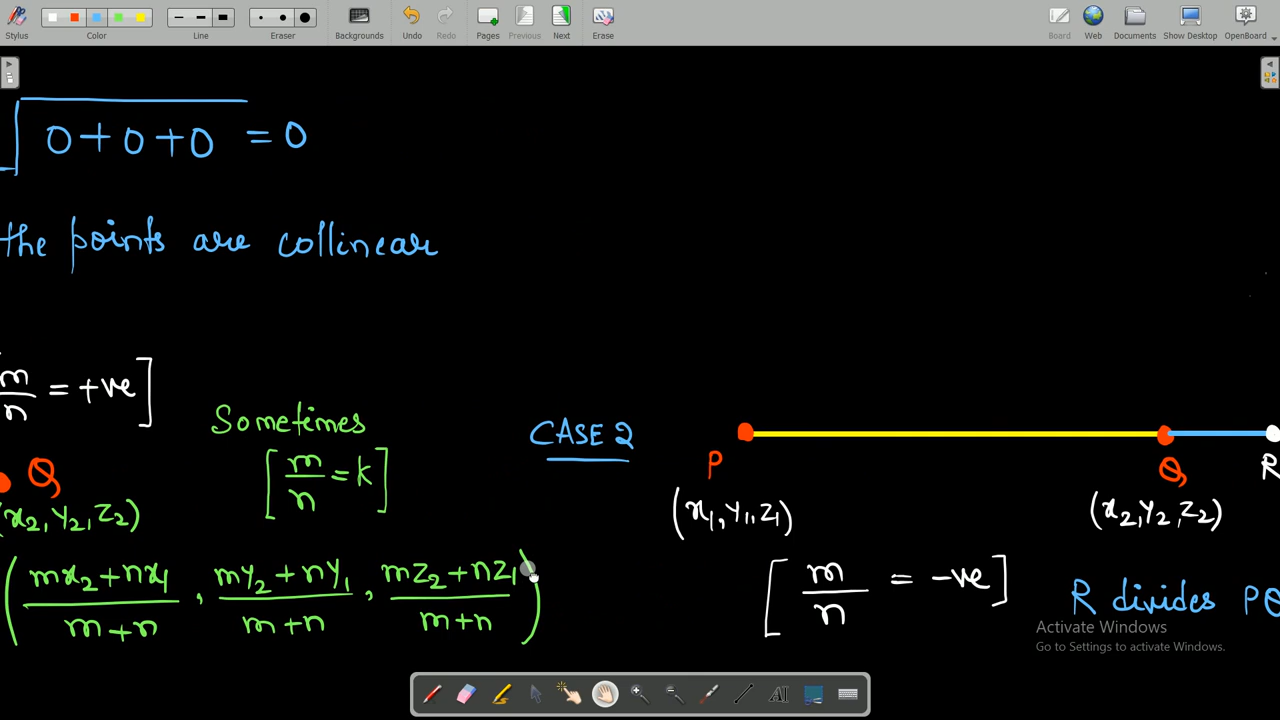 Stylus Color Line Eraser Backgrounds Undo Redo Pages Previous Next Erase Board Web Documents Show Desktop OpenBoard
√0+0+0 = 0
the points are collinear
m/n = +ve]
Sometimes
[m/n = k]
CASE 2
P Q R
Q
(x₂, y₂, z₂)
(x₁, y₁, z₁) (x₂, y₂, z₂)
((mx₂+nx₁)/(m+n), (my₂+ny₁)/(m+n), (mz₂+nz₁)/(m+n))
[m/n = -ve]
R divides PQ
Activate Windows
Go to Settings to activate Windows.